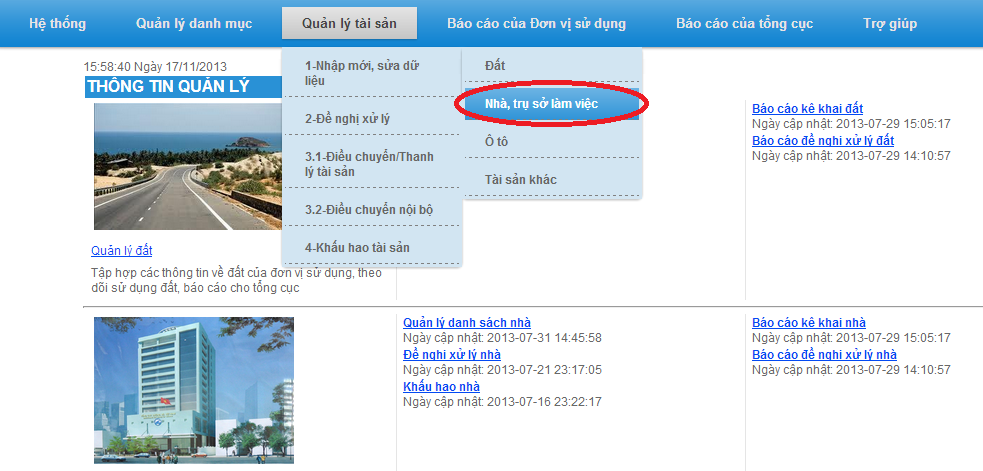 Hệ thống
Quản lý danh mục
Quản lý tài sản
Báo cáo của Đơn vị sử dụng
Báo cáo của tổng cục
Trợ giúp
15:58:40 Ngày 17/11/2013
THÔNG TIN QUẢN LÝ
1-Nhập mới, sửa dữ
liệu
2-Đề nghị xử lý
3.1-Điều chuyển/Thanh
lý tài sản
3.2-Điều chuyển nội bộ
4-Khấu hao tài sản
Đất
Nhà, trụ sở làm việc
Ô tô
Tài sản khác
Báo cáo kê khai đất
Ngày cập nhật: 2013-07-29 15:05:17
Báo cáo đề nghị xử lý đất
Ngày cập nhật: 2013-07-29 14:10:57
Quản lý đất
Tập hợp các thông tin về đất của đơn vị sử dụng, theo
dõi sử dụng đất, báo cáo cho tổng cục
Quản lý danh sách nhà
Ngày cập nhật: 2013-07-31 14:45:58
Đề nghị xử lý nhà
Ngày cập nhật: 2013-07-21 23:17:05
Khấu hao nhà
Ngày cập nhật: 2013-07-16 23:22:17
Báo cáo kê khai nhà
Ngày cập nhật: 2013-07-29 15:05:17
Báo cáo đề nghị xử lý nhà
Ngày cập nhật: 2013-07-29 14:10:57